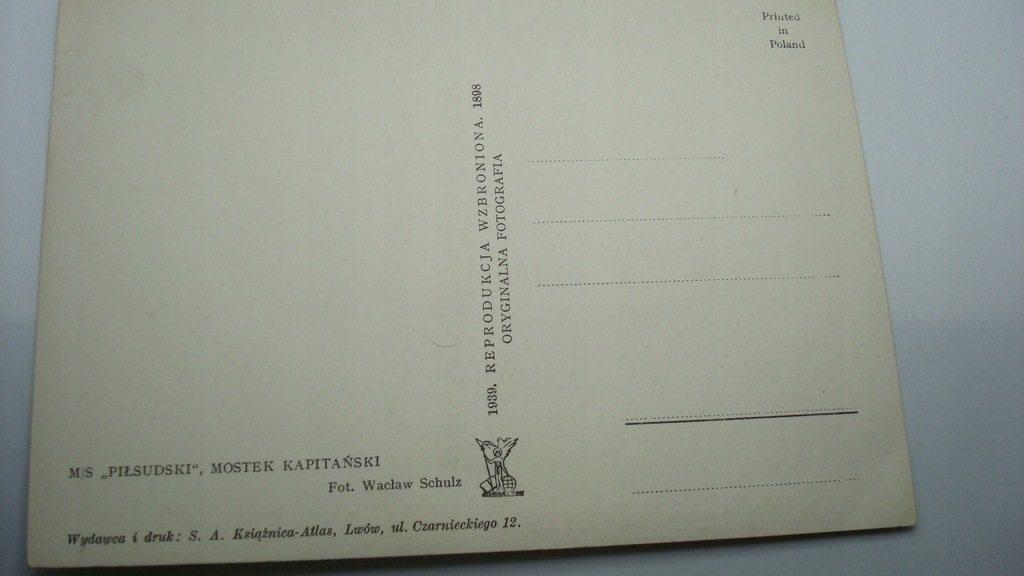 Printed
in
Poland
1939. REPRODUKCJA WZBRONIONA. 1898
ORYGINALNA FOTOGRAFIA
M/S „PIŁSUDSKI“, MOSTEK KAPITAŃSKI
Fot. Wacław Schulz
Wydawca i druk: S. A. Książnica-Atlas, Lwów, ul. Czarnieckiego 12.